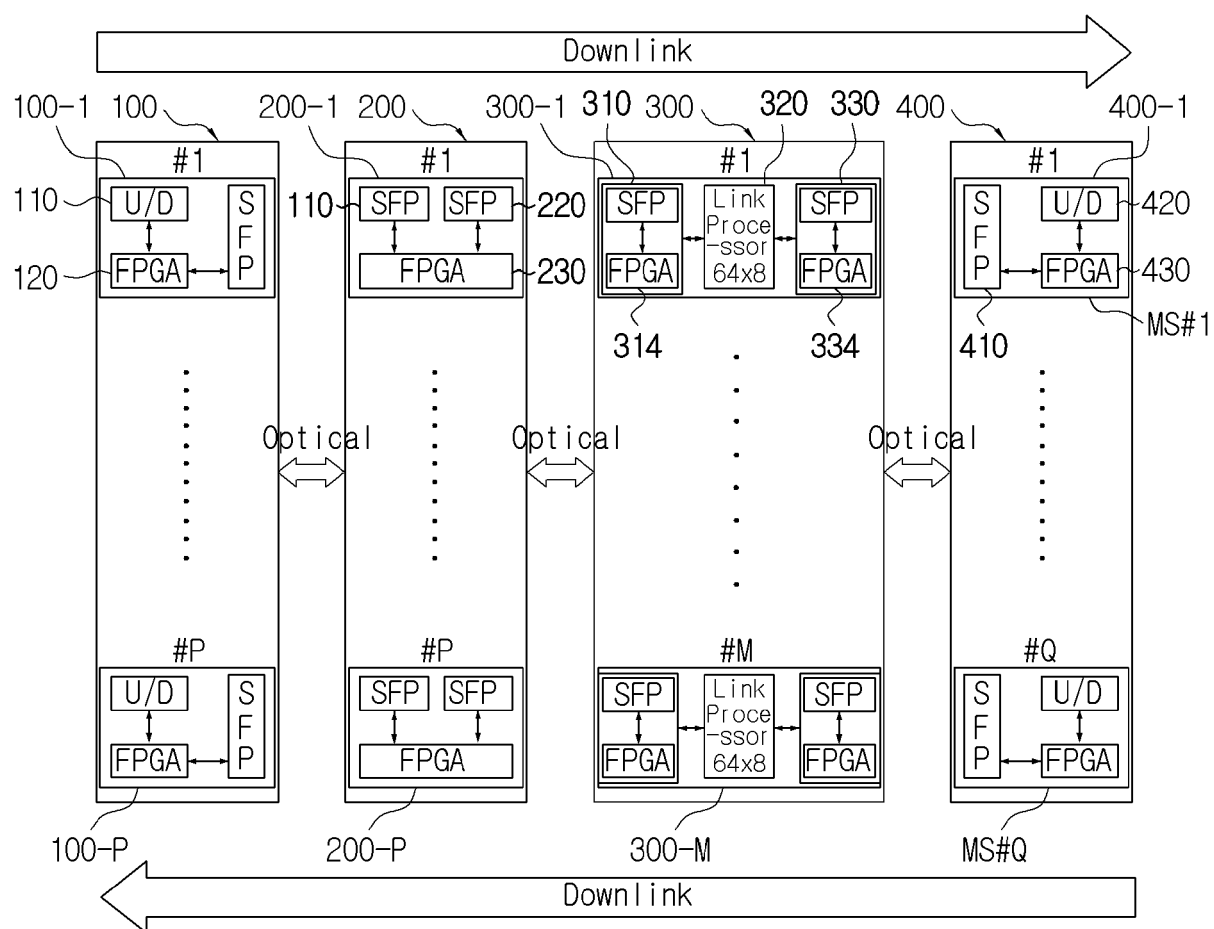 Downlink
100-1 100 200-1 200 300-1 310 300 320 330 400 400-1
#1 #1 #1 #1
110 U/D S F P
120 FPGA
110 SFP SFP 220
FPGA 230
SFP Link Proce -ssor 64x8 SFP
FPGA FPGA
314 334
S F P U/D 420
FPGA 430
410 MS#1
Optical Optical Optical
#P #P #M #Q
U/D S F P
FPGA
SFP SFP
FPGA
SFP Link Proce -ssor 64x8 SFP
FPGA FPGA
S F P U/D
FPGA
100-P 200-P 300-M MS#Q
Downlink